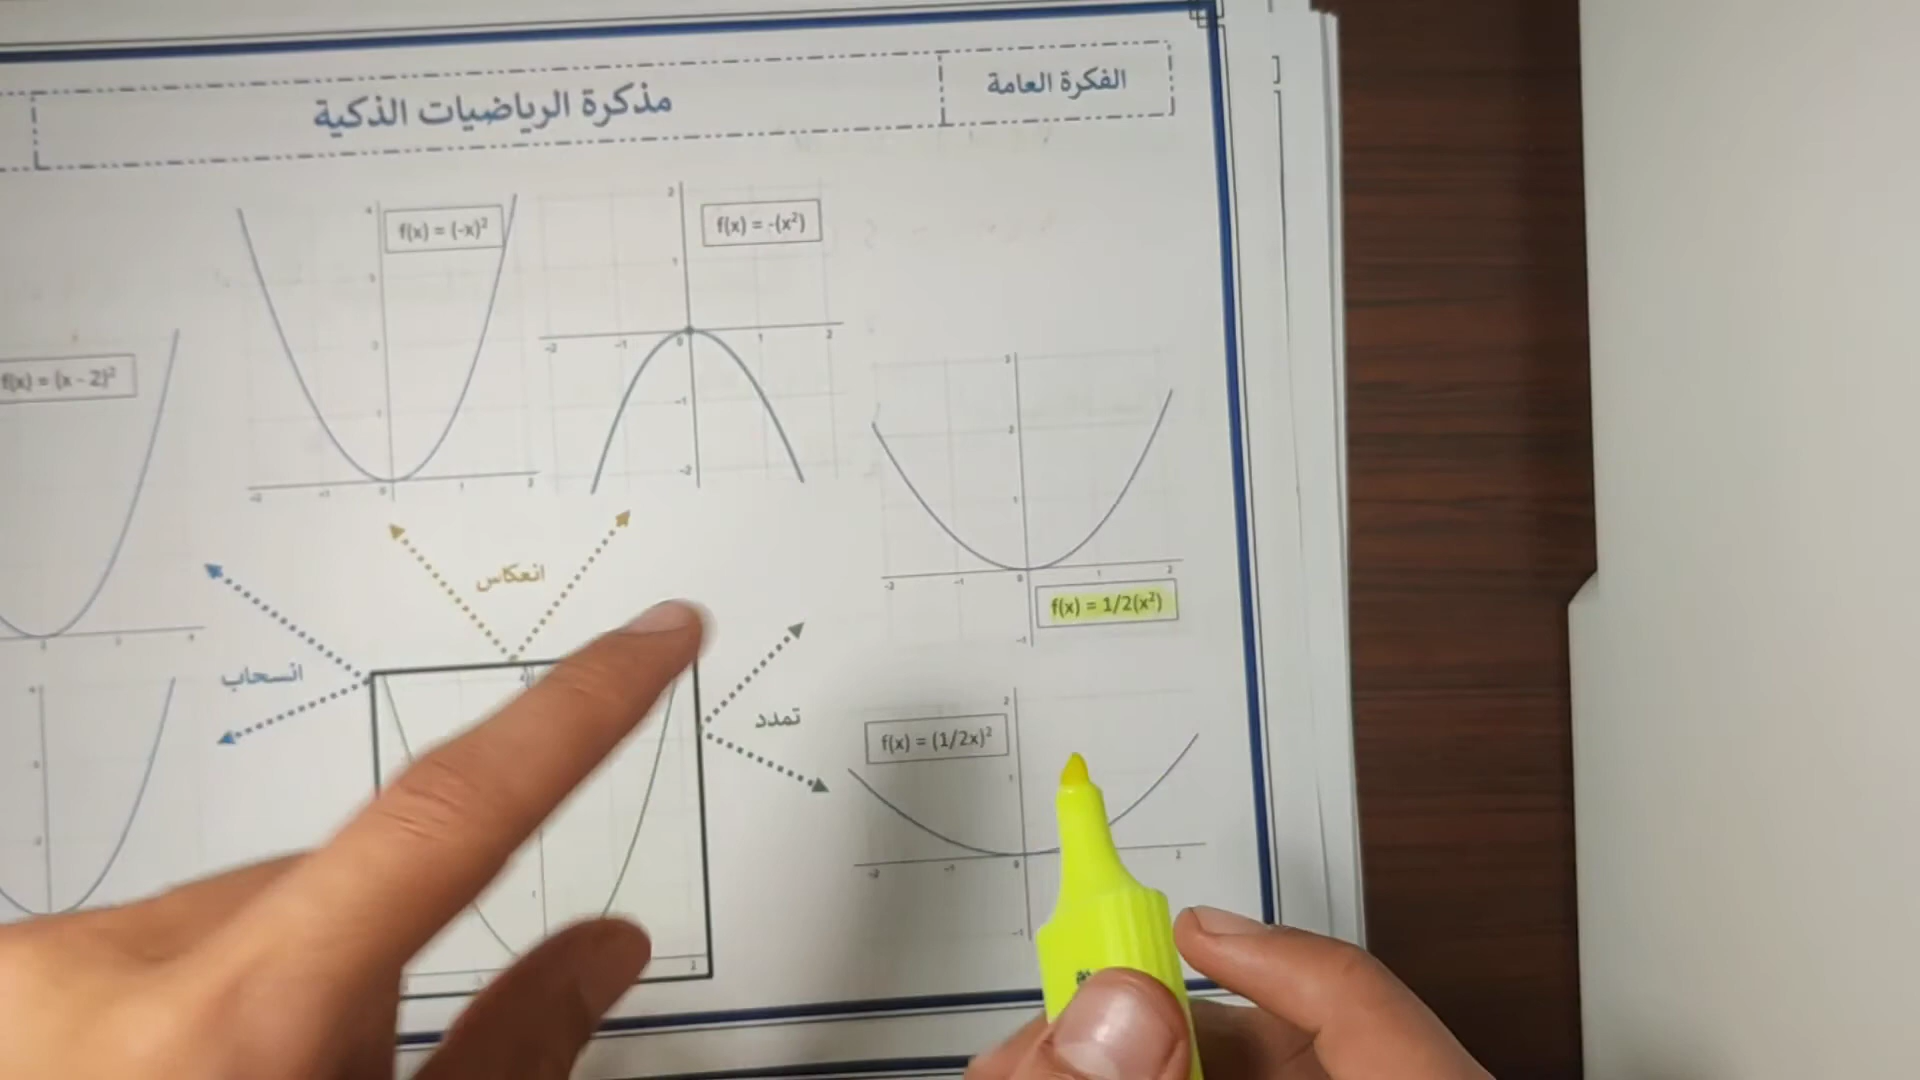 الفكرة العامة
مذكرة الرياضيات الذكية
f(x) = (-x)²
f(x) = -(x²)
f(x) = (x - 2)²
انعكاس
f(x) = 1/2(x²)
انسحاب
تمدد
f(x) = (1/2x)²